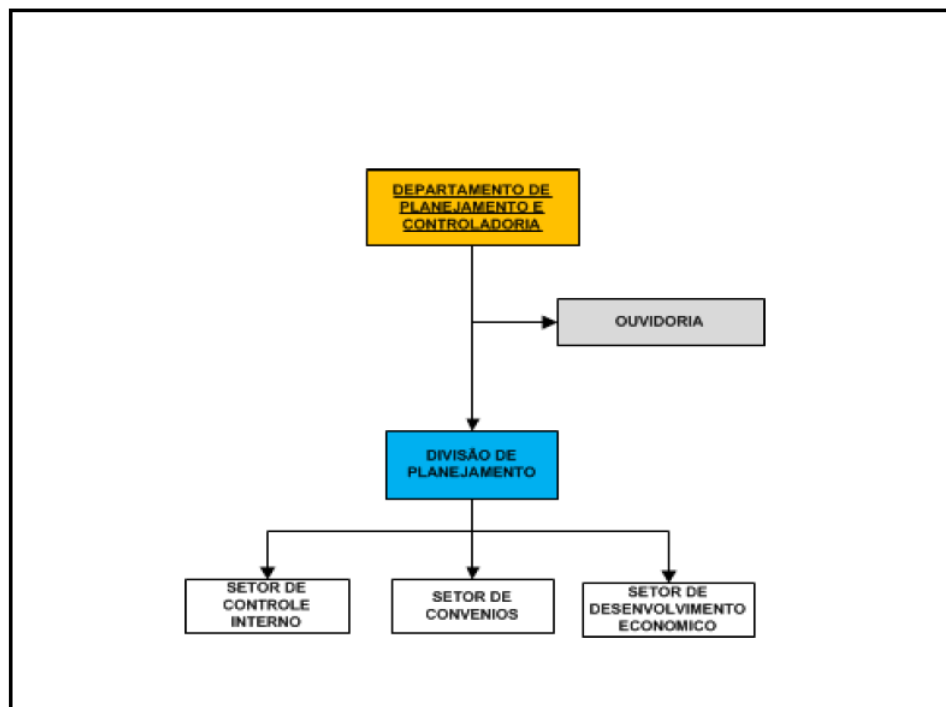 DEPARTAMENTO DE
PLANEJAMENTO E
CONTROLADORIA
OUVIDORIA
DIVISÃO DE
PLANEJAMENTO
SETOR DE
CONTROLE
INTERNO
SETOR DE
CONVENIOS
SETOR DE
DESENVOLVIMENTO
ECONOMICO